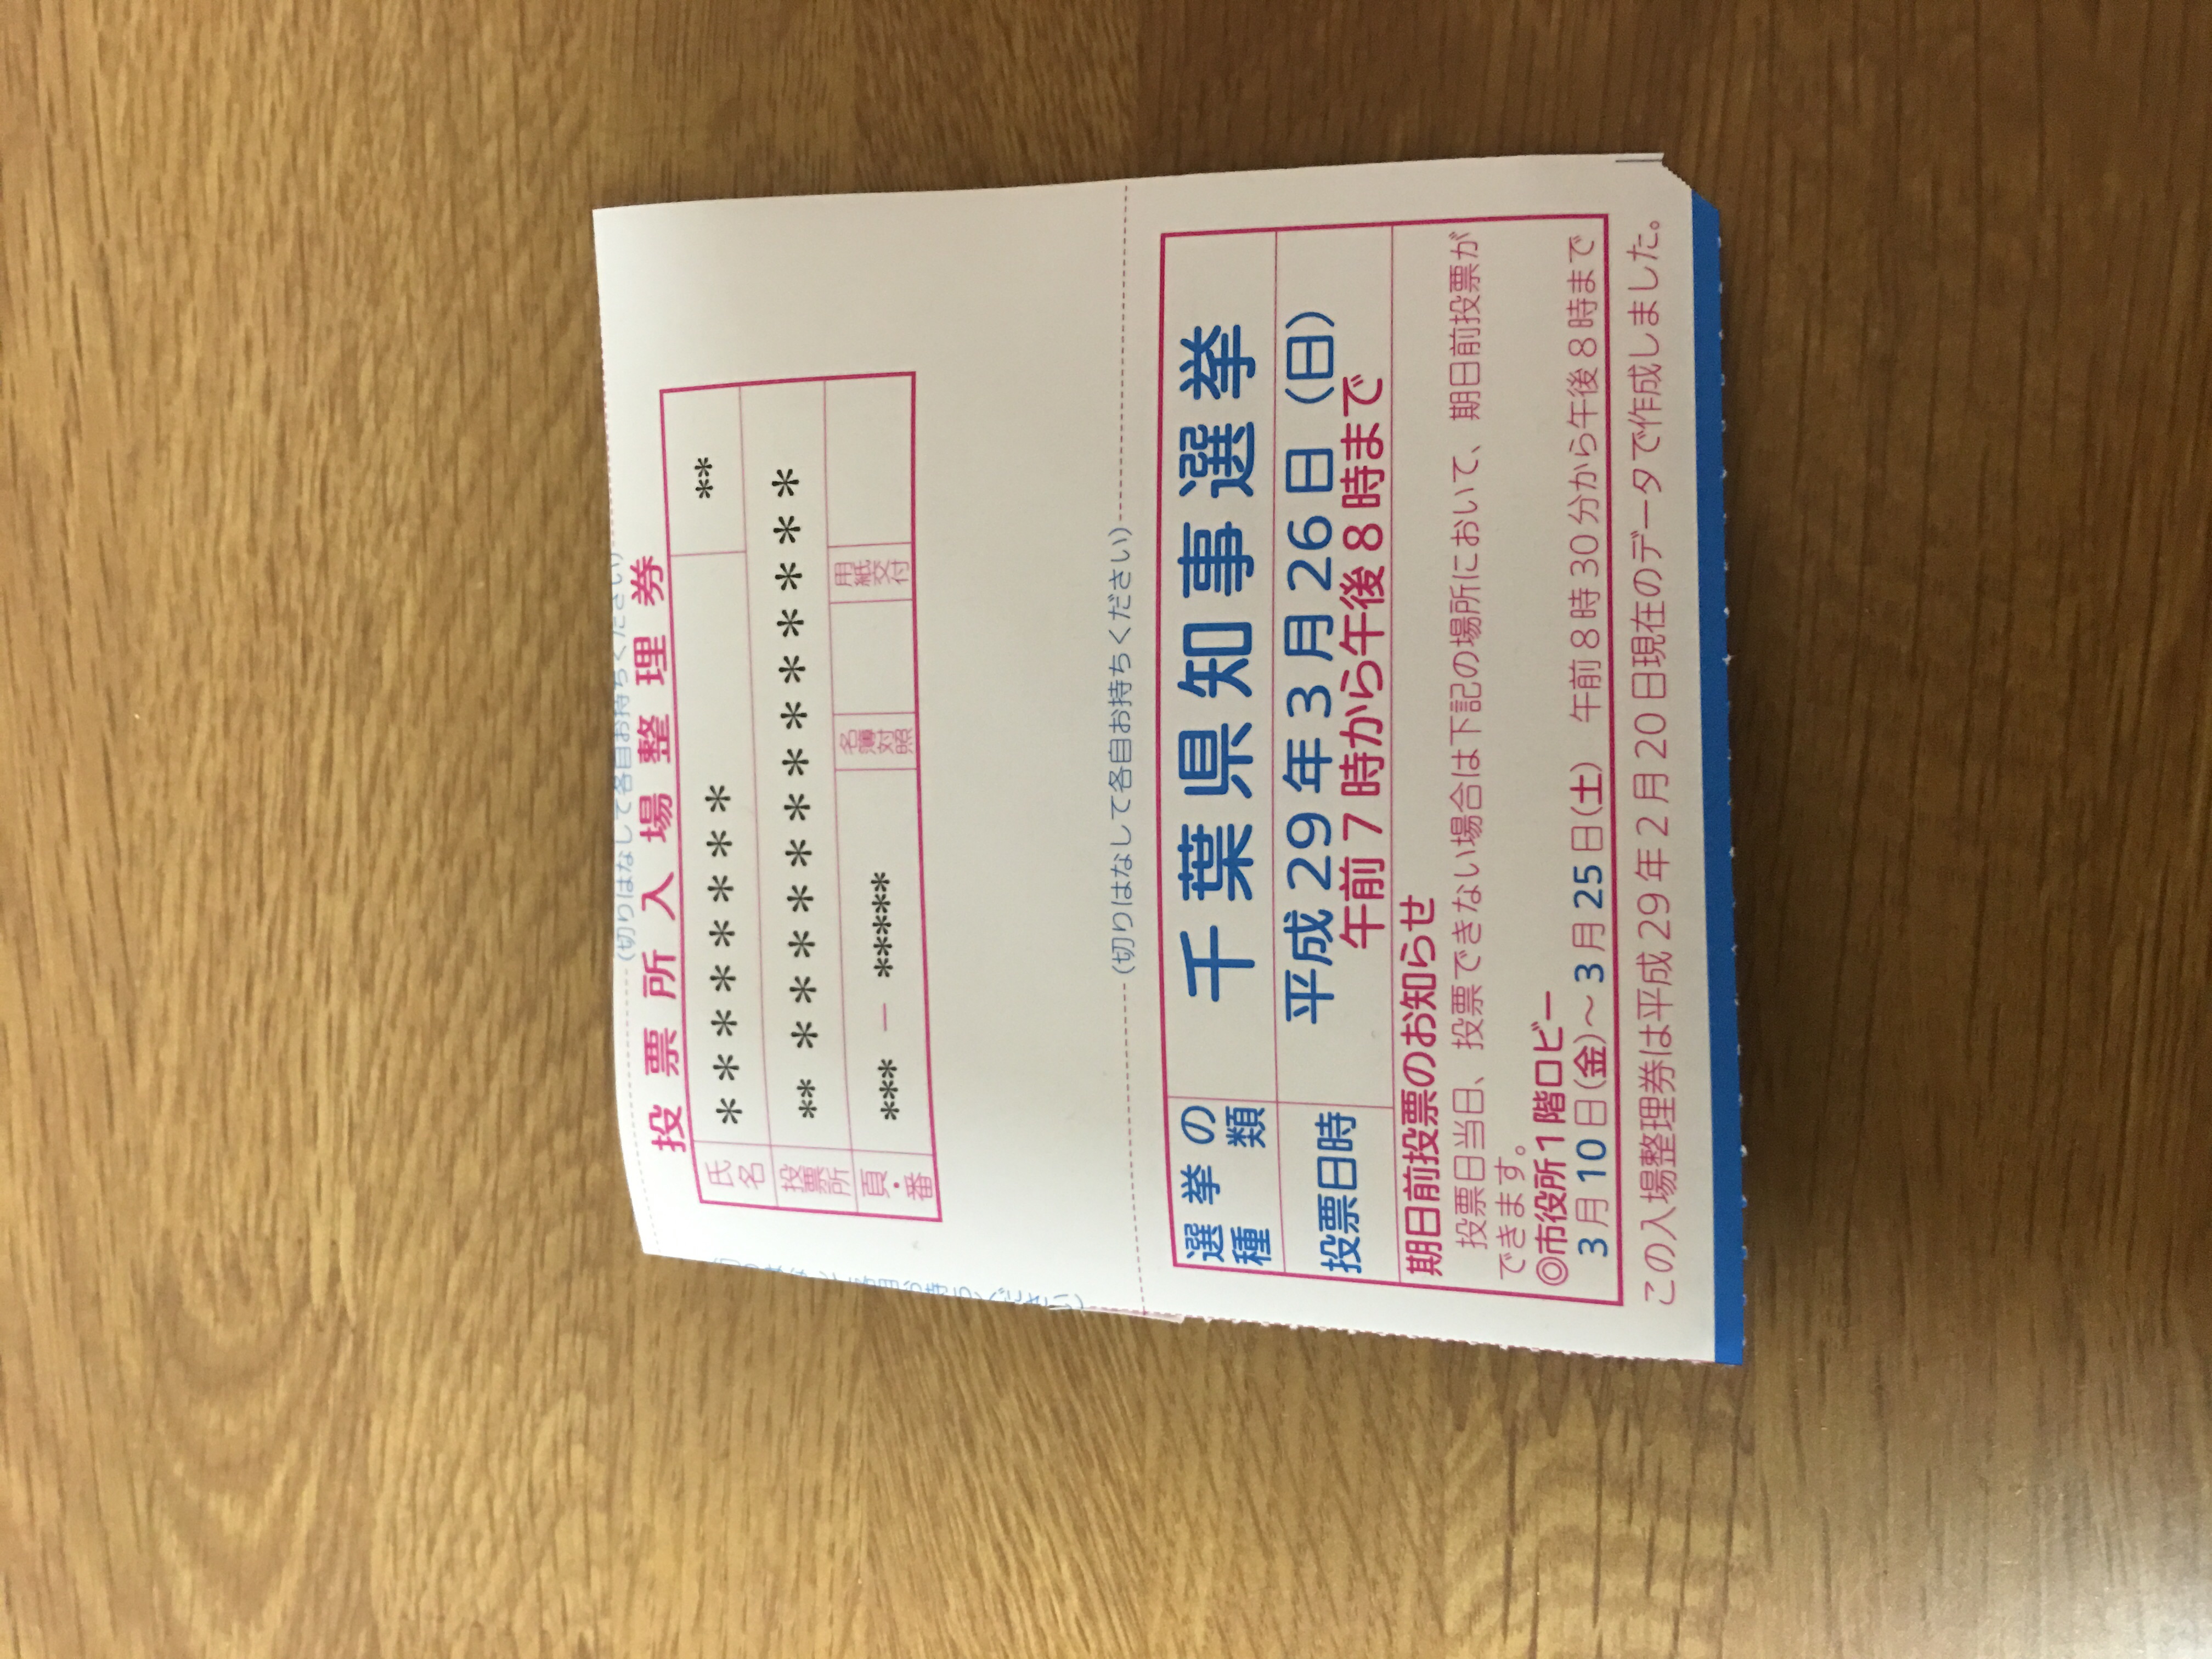 (切りはなして各自お持ちください)
投票所入場整理券
氏名 ******** **
投票所 ** *************
頁・番 **** － ****** 名簿対照 用紙交付
(切りはなして各自お持ちください)
選挙の種類 千葉県知事選挙
投票日時 平成29年3月26日(日)
午前7時から午後8時まで
期日前投票のお知らせ
投票日当日、投票できない場合は下記の場所において、期日前投票が
できます。
◎市役所1階ロビー
3月10日(金)～3月25日(土) 午前8時30分から午後8時まで
この入場整理券は平成29年2月20日現在のデータで作成しました。